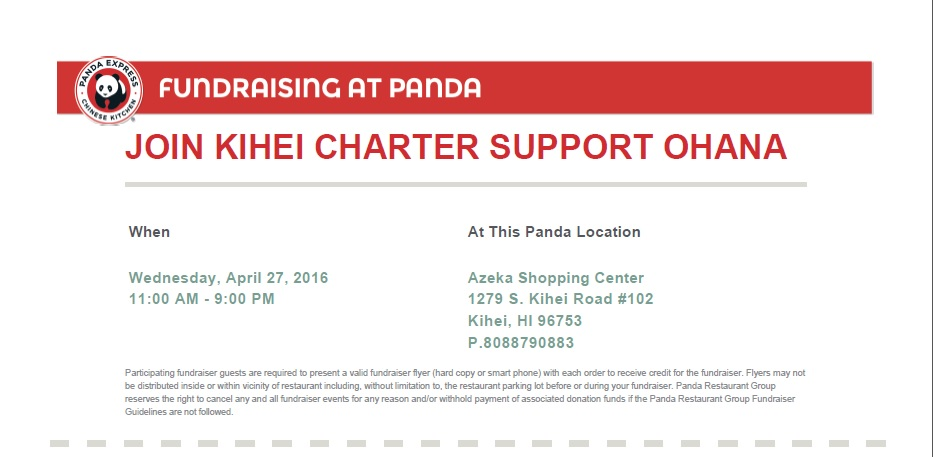 PANDA EXPRESS
CHINESE KITCHEN
FUNDRAISING AT PANDA
JOIN KIHEI CHARTER SUPPORT OHANA
When
Wednesday, April 27, 2016
11:00 AM - 9:00 PM
At This Panda Location
Azeka Shopping Center
1279 S. Kihei Road #102
Kihei, HI 96753
P.8088790883
Participating fundraiser guests are required to present a valid fundraiser flyer (hard copy or smart phone) with each order to receive credit for the fundraiser. Flyers may not
be distributed inside or within vicinity of restaurant including, without limitation to, the restaurant parking lot before or during your fundraiser. Panda Restaurant Group
reserves the right to cancel any and all fundraiser events for any reason and/or withhold payment of associated donation funds if the Panda Restaurant Group Fundraiser
Guidelines are not followed.